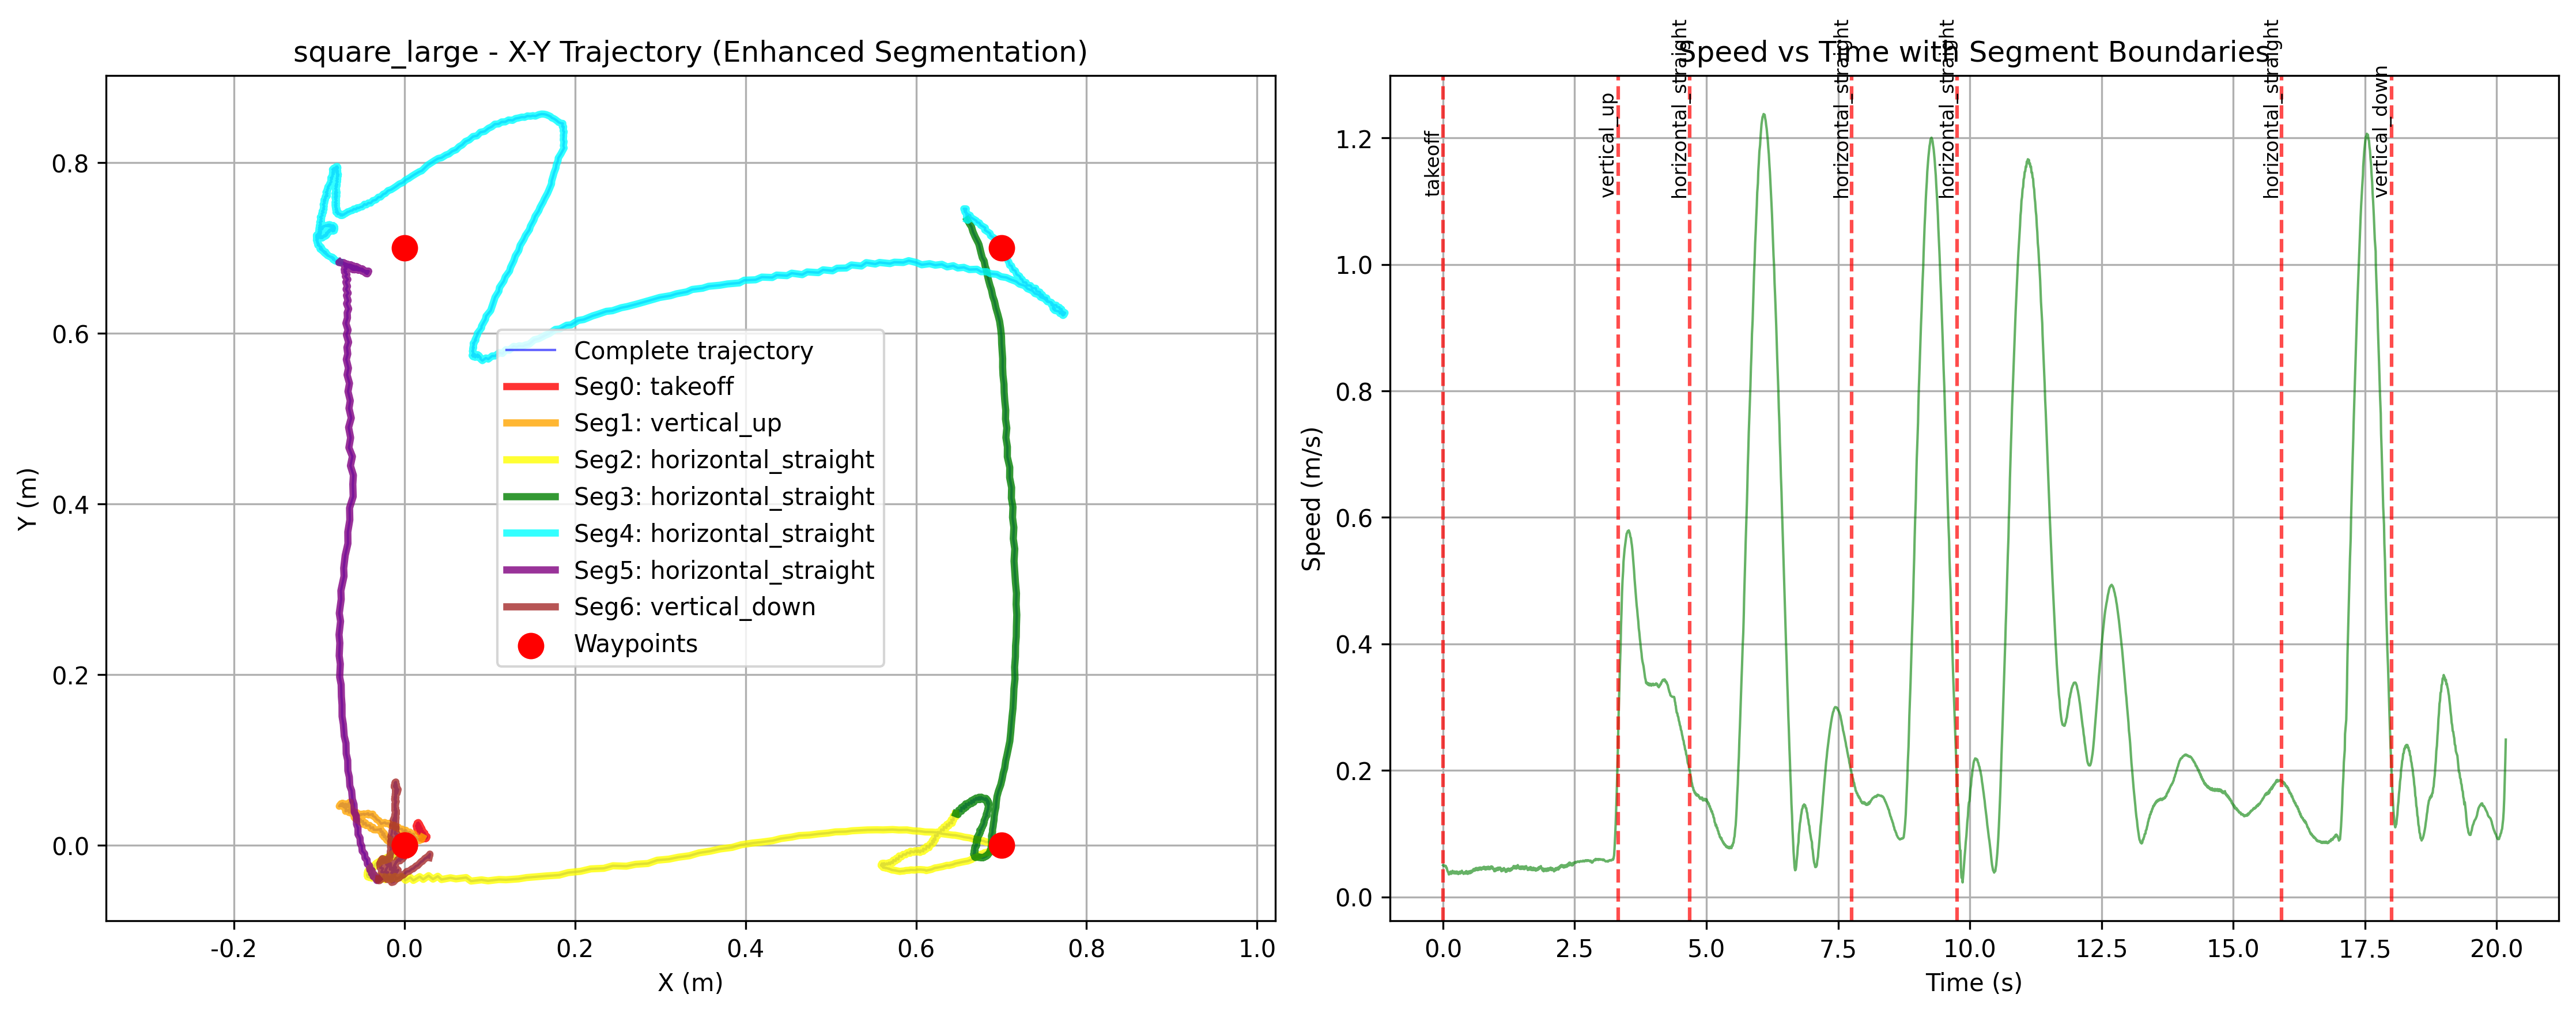 square_large - X-Y Trajectory (Enhanced Segmentation)
Y (m)
0.8
0.6
0.4
0.2
0.0
-0.2
0.0
0.2
0.4
0.6
0.8
1.0
X (m)
Complete trajectory
Seg0: takeoff
Seg1: vertical_up
Seg2: horizontal_straight
Seg3: horizontal_straight
Seg4: horizontal_straight
Seg5: horizontal_straight
Seg6: vertical_down
Waypoints
Speed vs Time with Segment Boundaries
takeoff
vertical_up
horizontal_straight
horizontal_straight
horizontal_straight
horizontal_straight
vertical_down
Speed (m/s)
1.2
1.0
0.8
0.6
0.4
0.2
0.0
0.0
2.5
5.0
7.5
10.0
12.5
15.0
17.5
20.0
Time (s)